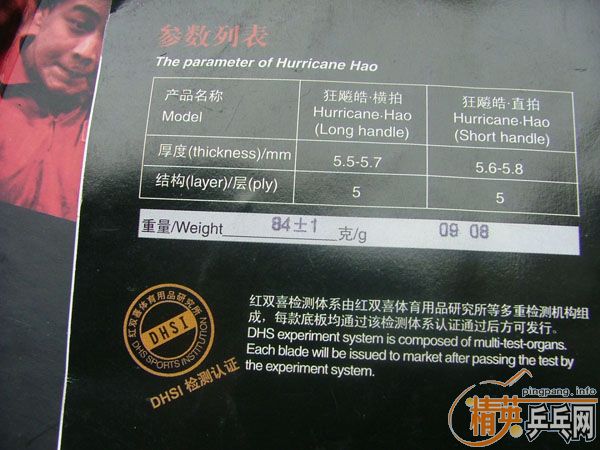 参数列表
The parameter of Hurricane Hao
产品名称 狂飚皓·横拍 狂飚皓·直拍
Model Hurricane·Hao Hurricane·Hao
(Long handle) (Short handle)
厚度(thickness)/mm 5.5-5.7 5.6-5.8
结构(layer)/层(ply) 5 5
重量/Weight 84±1 克/g 09 08
红双喜体育用品研究所
DHSI
DHS SPORTS INSTITUTION
DHSI 检测认证
红双喜检测体系由红双喜体育用品研究所等多重检测机构组
成，每款底板均通过该检测体系认证通过后方可发行。
DHS experiment system is composed of multi-test-organs.
Each blade will be issued to market after passing the test by
the experiment system.
pingpang.info
精英乒乓网